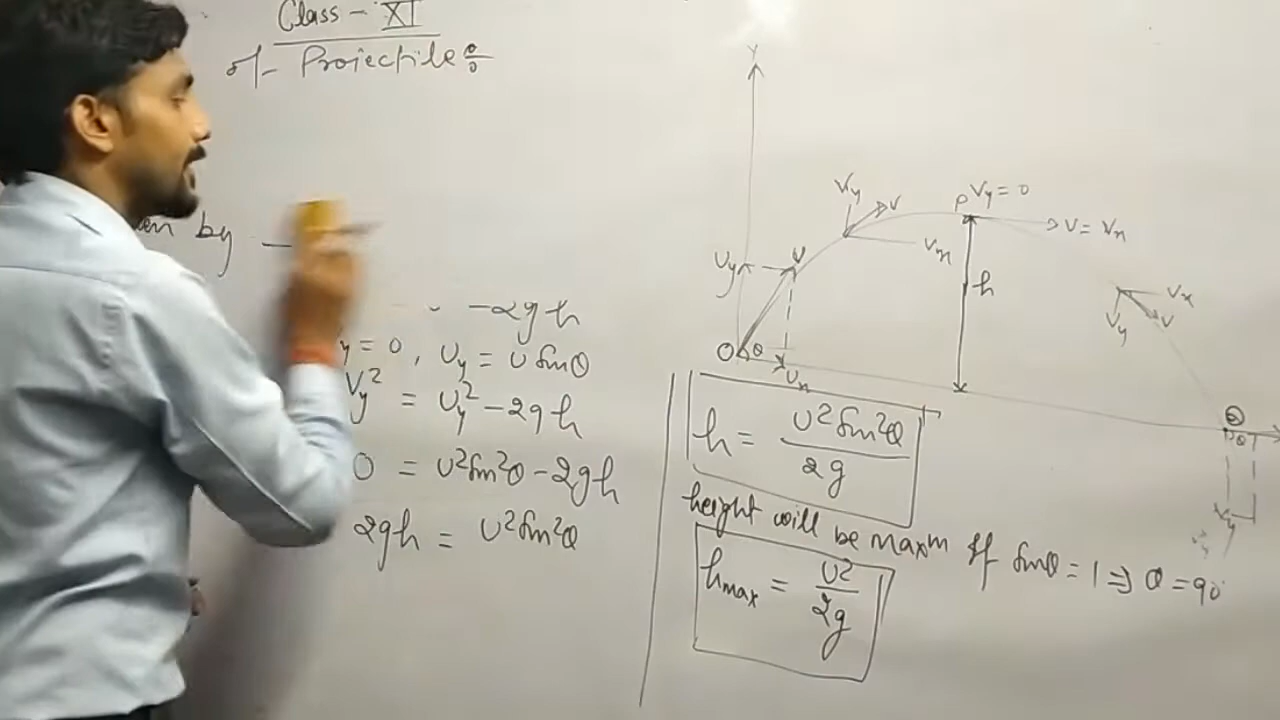 Class - XI
of Projectile :
by -
-2gh
y = 0, Uy = U Sinθ
Vy² = Uy² - 2gh
0 = U²Sin²θ - 2gh
2gh = U²Sin²θ
Y
Vy
V
Vx
P Vy = 0
V = Vx
Uy
U
h
Vx
Vy
V
O θ
Ux
θ
h = U²Sin²θ / 2g
height will be maxm If Sinθ = 1 => θ = 90
hmax = U² / 2g
Vy